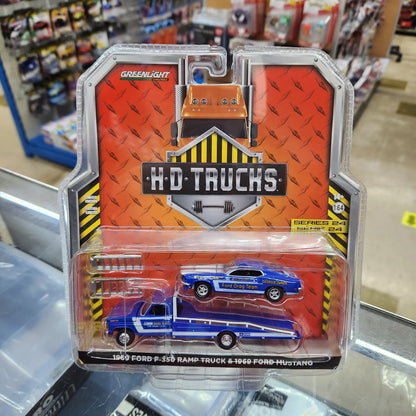 GREENLIGHT
H·D·TRUCKS
1:64
SERIES 24
Ford Drag Team
1969 FORD F-350 RAMP TRUCK & 1969 FORD MUSTANG